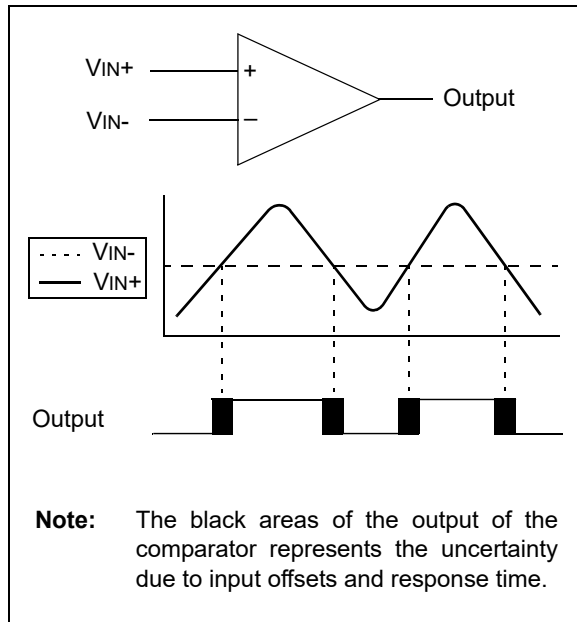 VIN+
+
Output
VIN-
–
VIN-
VIN+
Output
Note: The black areas of the output of the
comparator represents the uncertainty
due to input offsets and response time.